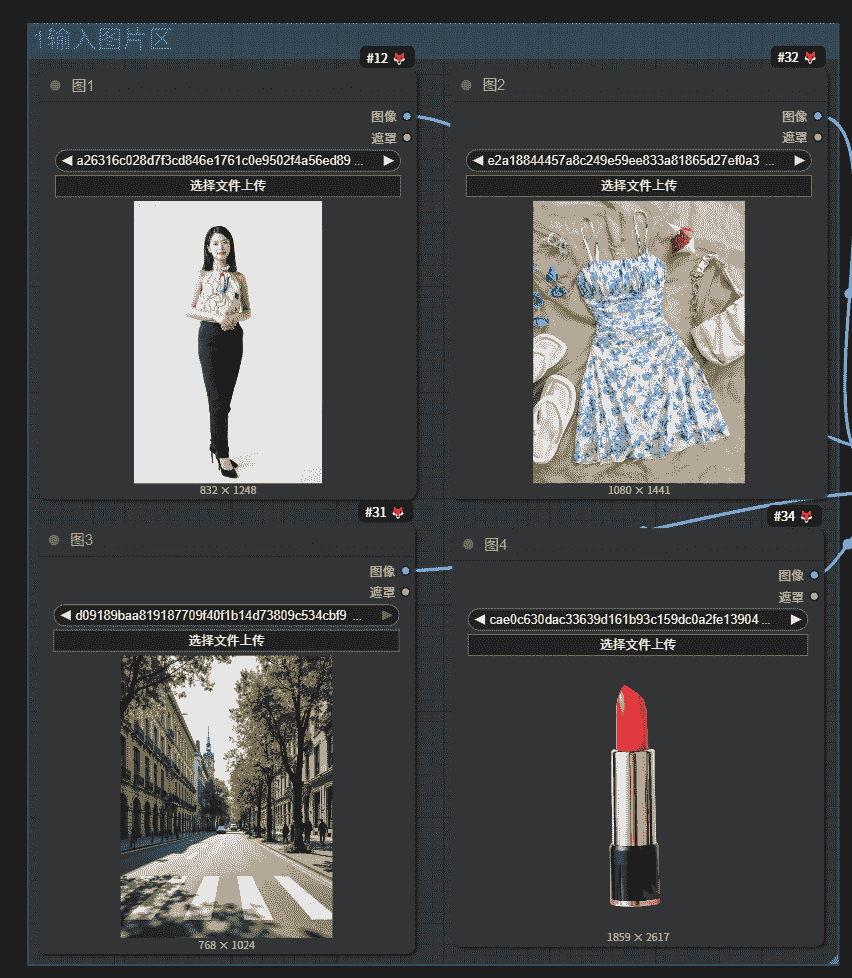 1输入图片区
#12
#32
图1
图2
图像
图像
遮罩
遮罩
a26316c028d7f3cd846e1761c0e9502f4a56ed89 ...
e2a18844457a8c249e59ee833a81865d27ef0a3 ...
选择文件上传
选择文件上传
832 × 1248
1080 × 1441
#31
#34
图3
图4
图像
图像
遮罩
遮罩
d09189baa819187709f40f1b14d73809c534cbf9 ...
cae0c630dac33639d161b93c159dc0a2fe13904 ...
选择文件上传
选择文件上传
768 × 1024
1859 × 2617